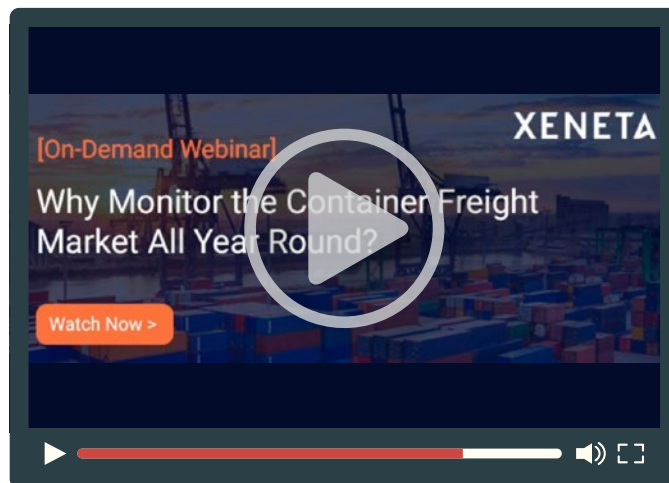 XENETA
[On-Demand Webinar]
Why Monitor the Container Freight
Market All Year Round?
Watch Now >